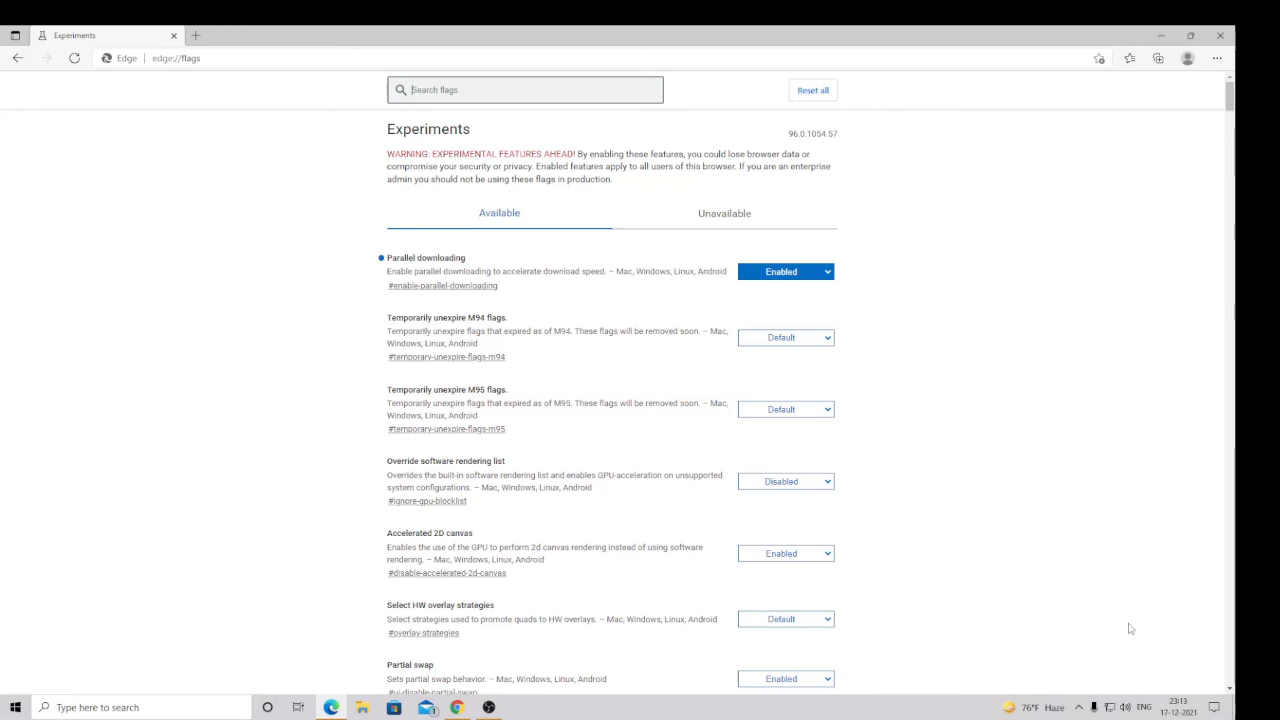 Experiments
Edge
edge://flags
Search flags
Reset all
Experiments
96.0.1054.57
WARNING: EXPERIMENTAL FEATURES AHEAD! By enabling these features, you could lose browser data or
compromise your security or privacy. Enabled features apply to all users of this browser. If you are an enterprise
admin you should not be using these flags in production.
Available
Unavailable
Parallel downloading
Enable parallel downloading to accelerate download speed. – Mac, Windows, Linux, Android
#enable-parallel-downloading
Enabled
Temporarily unexpire M94 flags.
Temporarily unexpire flags that expired as of M94. These flags will be removed soon. – Mac,
Windows, Linux, Android
#temporary-unexpire-flags-m94
Default
Temporarily unexpire M95 flags.
Temporarily unexpire flags that expired as of M95. These flags will be removed soon. – Mac,
Windows, Linux, Android
#temporary-unexpire-flags-m95
Default
Override software rendering list
Overrides the built-in software rendering list and enables GPU-acceleration on unsupported
system configurations. – Mac, Windows, Linux, Android
#ignore-gpu-blocklist
Disabled
Accelerated 2D canvas
Enables the use of the GPU to perform 2d canvas rendering instead of using software
rendering. – Mac, Windows, Linux, Android
#disable-accelerated-2d-canvas
Enabled
Select HW overlay strategies
Select strategies used to promote quads to HW overlays. – Mac, Windows, Linux, Android
#overlay-strategies
Default
Partial swap
Sets partial swap behavior. – Mac, Windows, Linux, Android
#ui-disable-partial-swap
Enabled
Type here to search
75°F Haze
23:13
17-12-2021